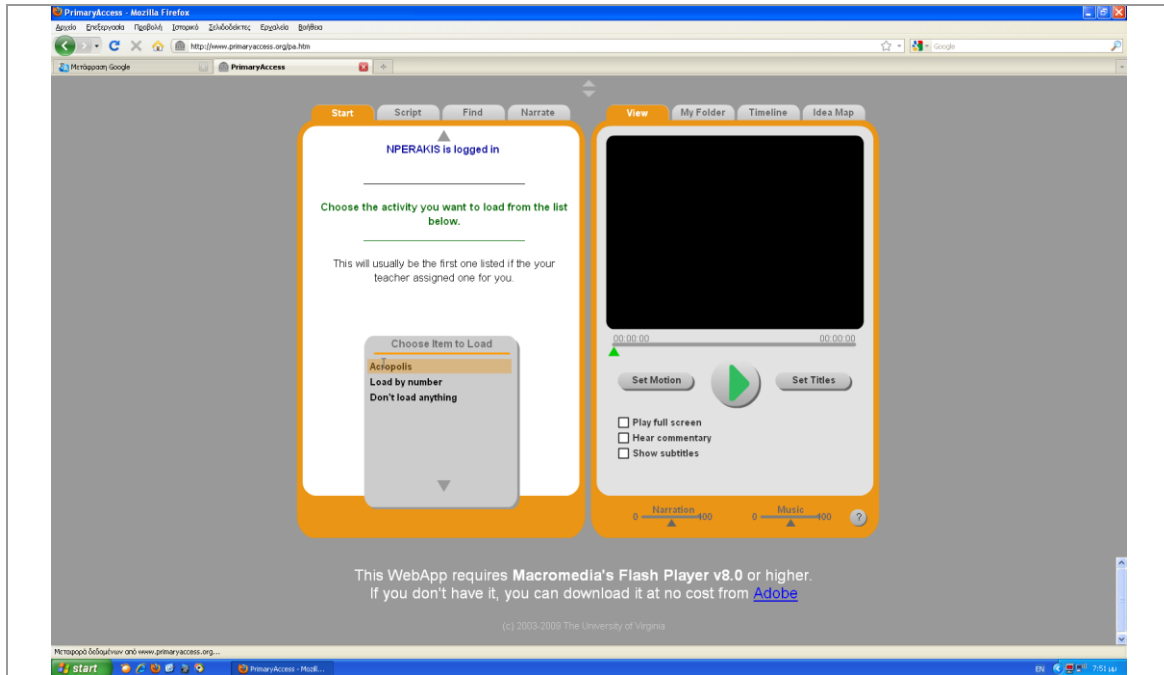 PrimaryAccess - Mozilla Firefox
Αρχείο Επεξεργασία Προβολή Ιστορικό Σελιδοδείκτες Εργαλεία Βοήθεια
http://www.primaryaccess.org/pa.htm Google
Μετάφραση Google PrimaryAccess
Start Script Find Narrate
View My Folder Timeline Idea Map
NPERAKIS is logged in
Choose the activity you want to load from the list
below.
This will usually be the first one listed if the your
teacher assigned one for you.
Choose Item to Load
Acropolis
Load by number
Don't load anything
00:00:00 00:00:00
Set Motion Set Titles
Play full screen
Hear commentary
Show subtitles
Narration Music
0 400 0 400 ?
This WebApp requires Macromedia's Flash Player v8.0 or higher.
If you don't have it, you can download it at no cost from Adobe
(c) 2003-2009 The University of Virginia
Μεταφορά δεδομένων από www.primaryaccess.org...
start PrimaryAccess - Mozill... EN 7:51 μμ